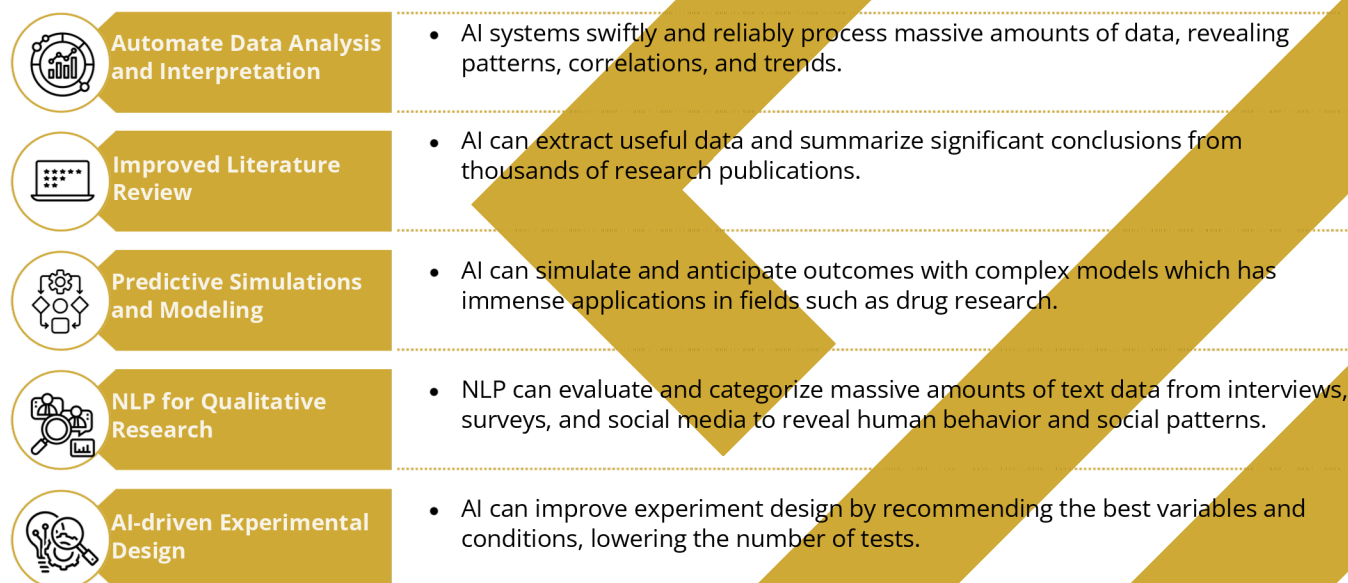 Automate Data Analysis
and Interpretation
• AI systems swiftly and reliably process massive amounts of data, revealing
patterns, correlations, and trends.
Improved Literature
Review
• AI can extract useful data and summarize significant conclusions from
thousands of research publications.
Predictive Simulations
and Modeling
• AI can simulate and anticipate outcomes with complex models which has
immense applications in fields such as drug research.
NLP for Qualitative
Research
• NLP can evaluate and categorize massive amounts of text data from interviews,
surveys, and social media to reveal human behavior and social patterns.
AI-driven Experimental
Design
• AI can improve experiment design by recommending the best variables and
conditions, lowering the number of tests.